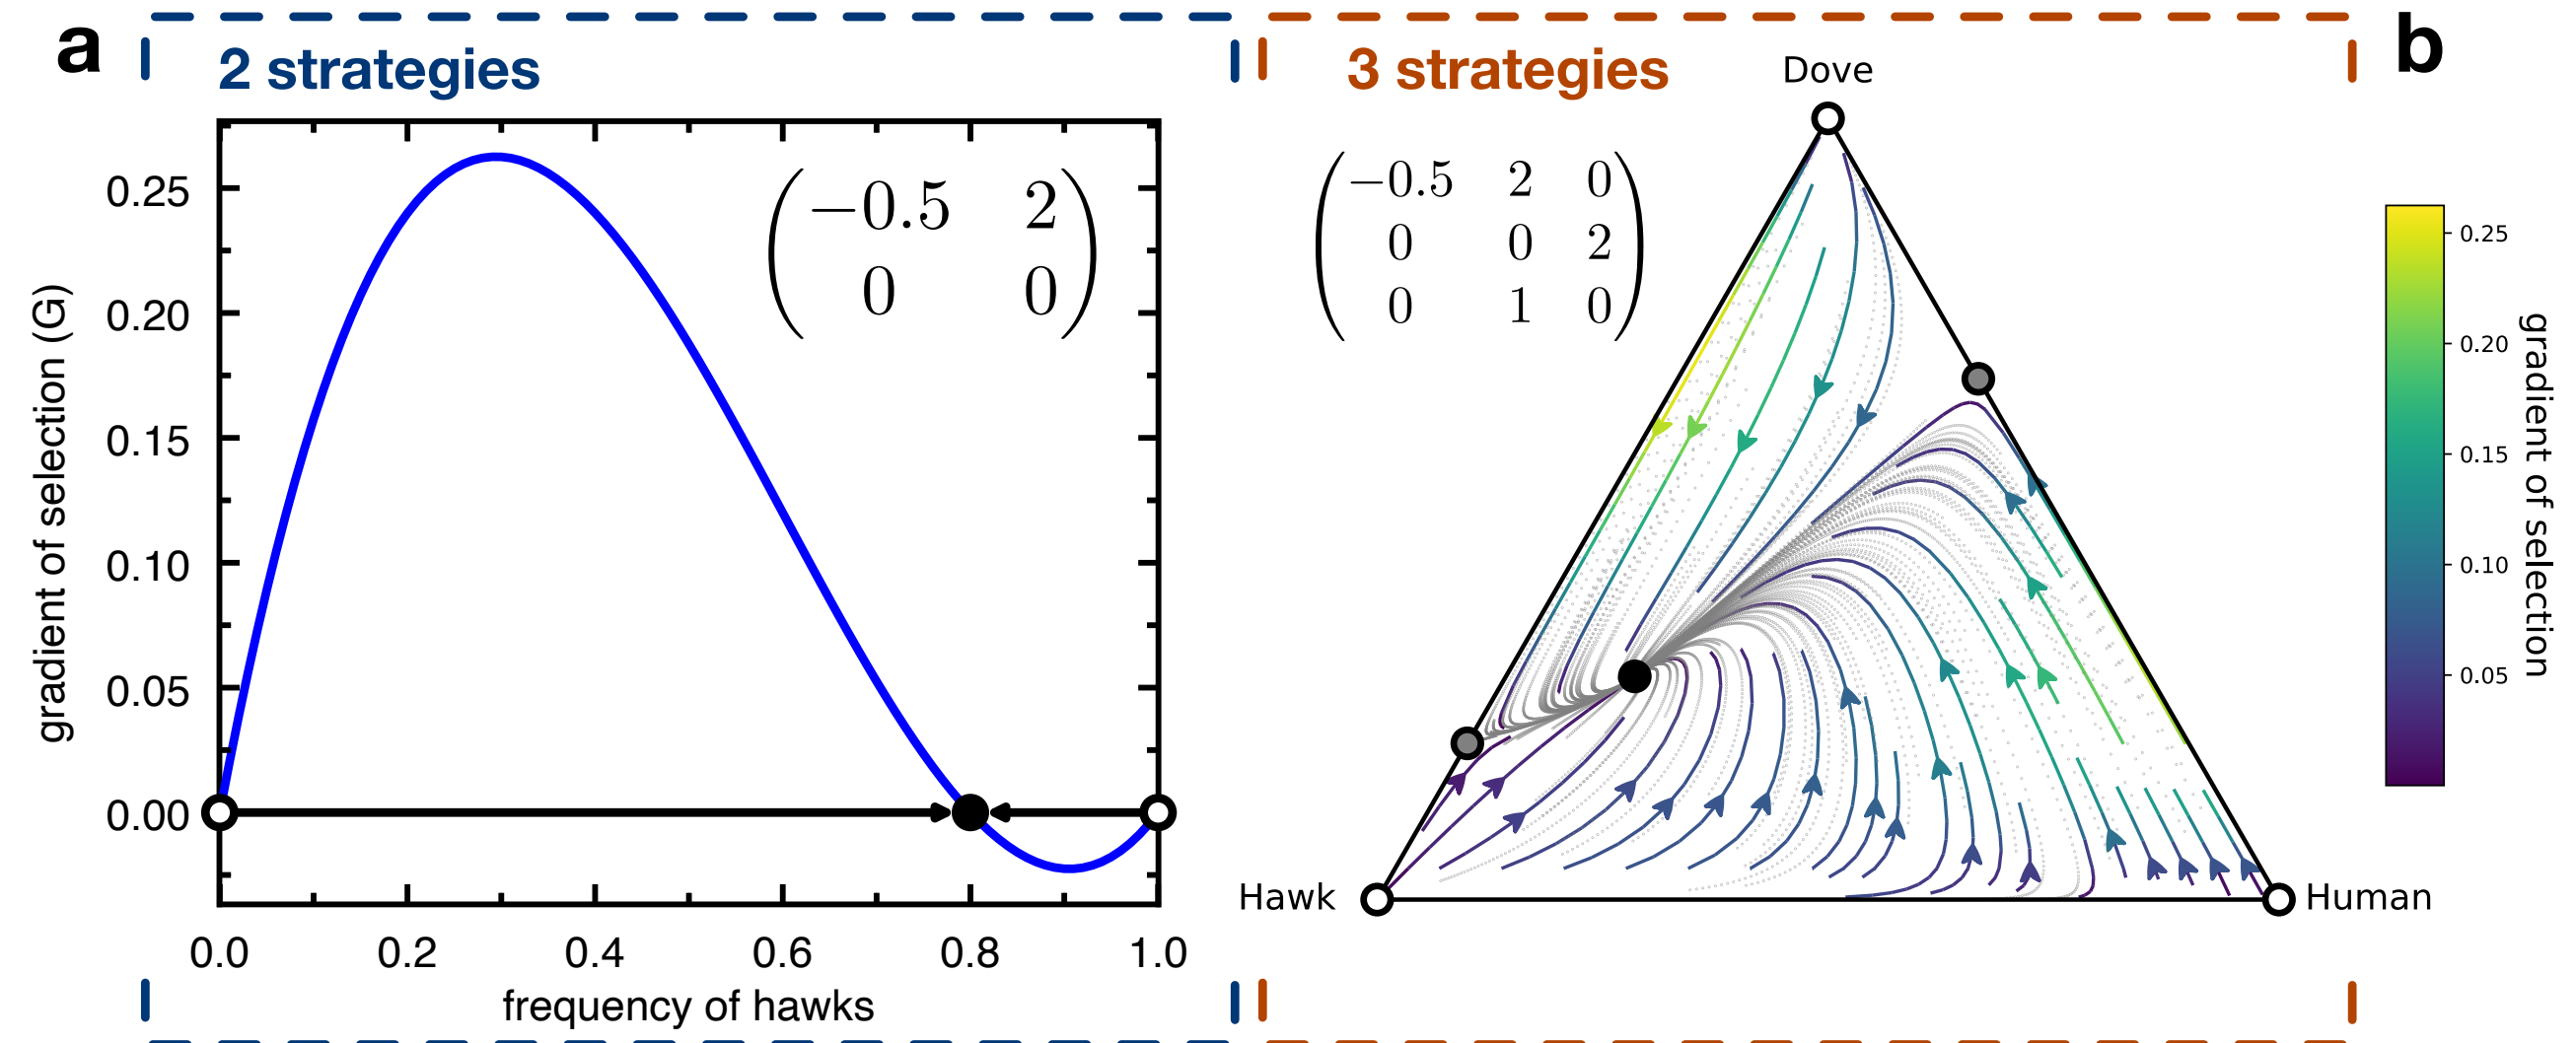 a
2 strategies
gradient of selection (G)
0.25
0.20
0.15
0.10
0.05
0.00
−0.5 2
0 0
0.0 0.2 0.4 0.6 0.8 1.0
frequency of hawks
b
3 strategies
−0.5 2 0
0 0 2
0 1 0
Dove
Hawk
Human
0.25
0.20
0.15
0.10
0.05
gradient of selection